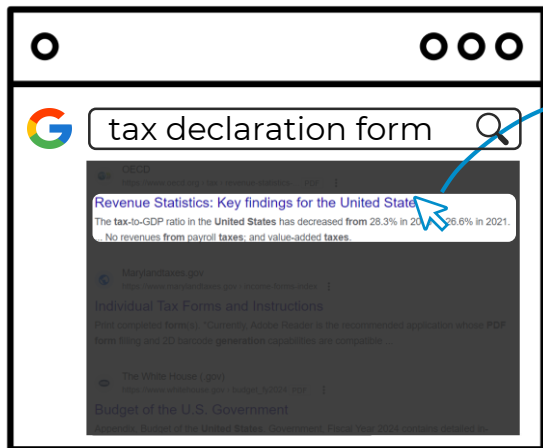 tax declaration form
OECD
Revenue Statistics: Key findings for the United State
The tax-to-GDP ratio in the United States has decreased from 28.3% in 20 26.6% in 2021.
... No revenues from payroll taxes; and value-added taxes.
Marylandtaxes.gov
Individual Tax Forms and Instructions
Print completed form(s). *Currently, Adobe Reader is the recommended application whose PDF
form filling and 2D barcode generation capabilities are compatible ...
The White House (.gov)
Budget of the U.S. Government
Appendix, Budget of the United States Government, Fiscal Year 2024 contains detailed in-